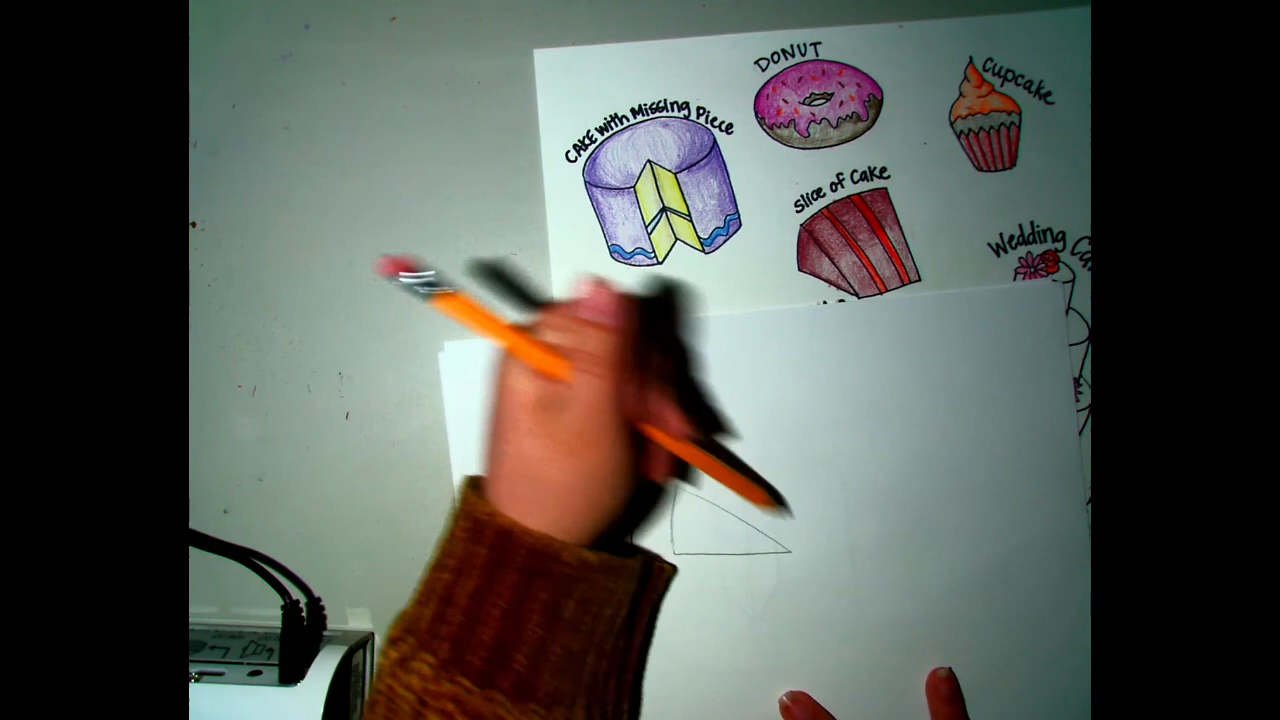 DONUT
Cupcake
CAKE with Missing Piece
Slice of Cake
Wedding